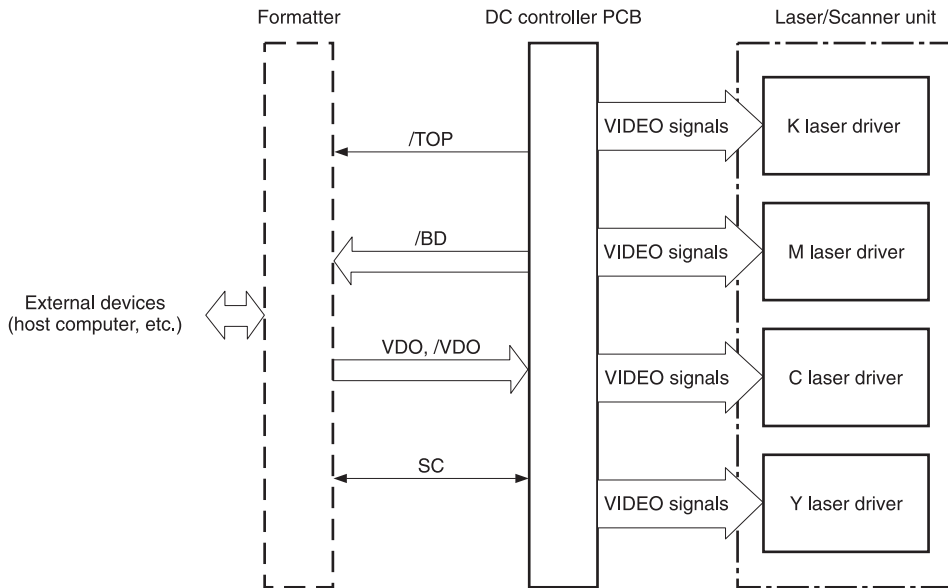 Formatter
DC controller PCB
Laser/Scanner unit
VIDEO signals
K laser driver
/TOP
/BD
VIDEO signals
M laser driver
External devices
(host computer, etc.)
VDO, /VDO
VIDEO signals
C laser driver
SC
VIDEO signals
Y laser driver